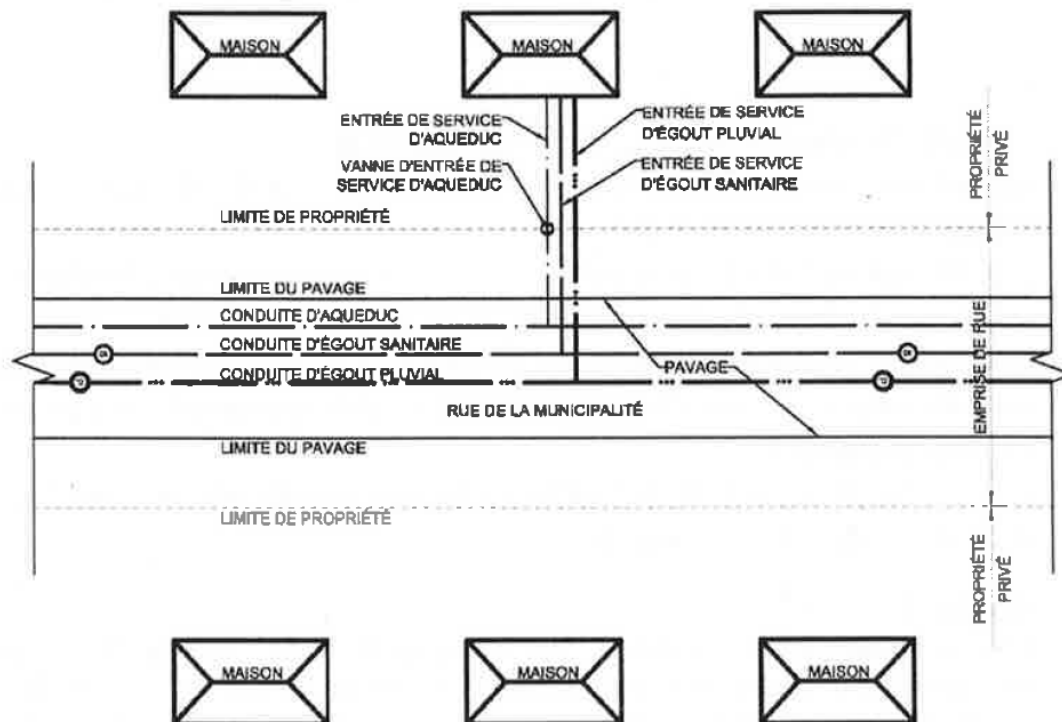 MAISON
MAISON
MAISON
ENTRÉE DE SERVICE
D'AQUEDUC
ENTRÉE DE SERVICE
D'ÉGOUT PLUVIAL
VANNE D'ENTRÉE DE
SERVICE D'AQUEDUC
ENTRÉE DE SERVICE
D'ÉGOUT SANITAIRE
PROPRIÉTÉ
PRIVÉ
LIMITE DE PROPRIÉTÉ
LIMITE DU PAVAGE
CONDUITE D'AQUEDUC
CONDUITE D'ÉGOUT SANITAIRE
CONDUITE D'ÉGOUT PLUVIAL
PAVAGE
EMPRISE DE RUE
RUE DE LA MUNICIPALITÉ
LIMITE DU PAVAGE
LIMITE DE PROPRIÉTÉ
PROPRIÉTÉ
PRIVÉ
MAISON
MAISON
MAISON